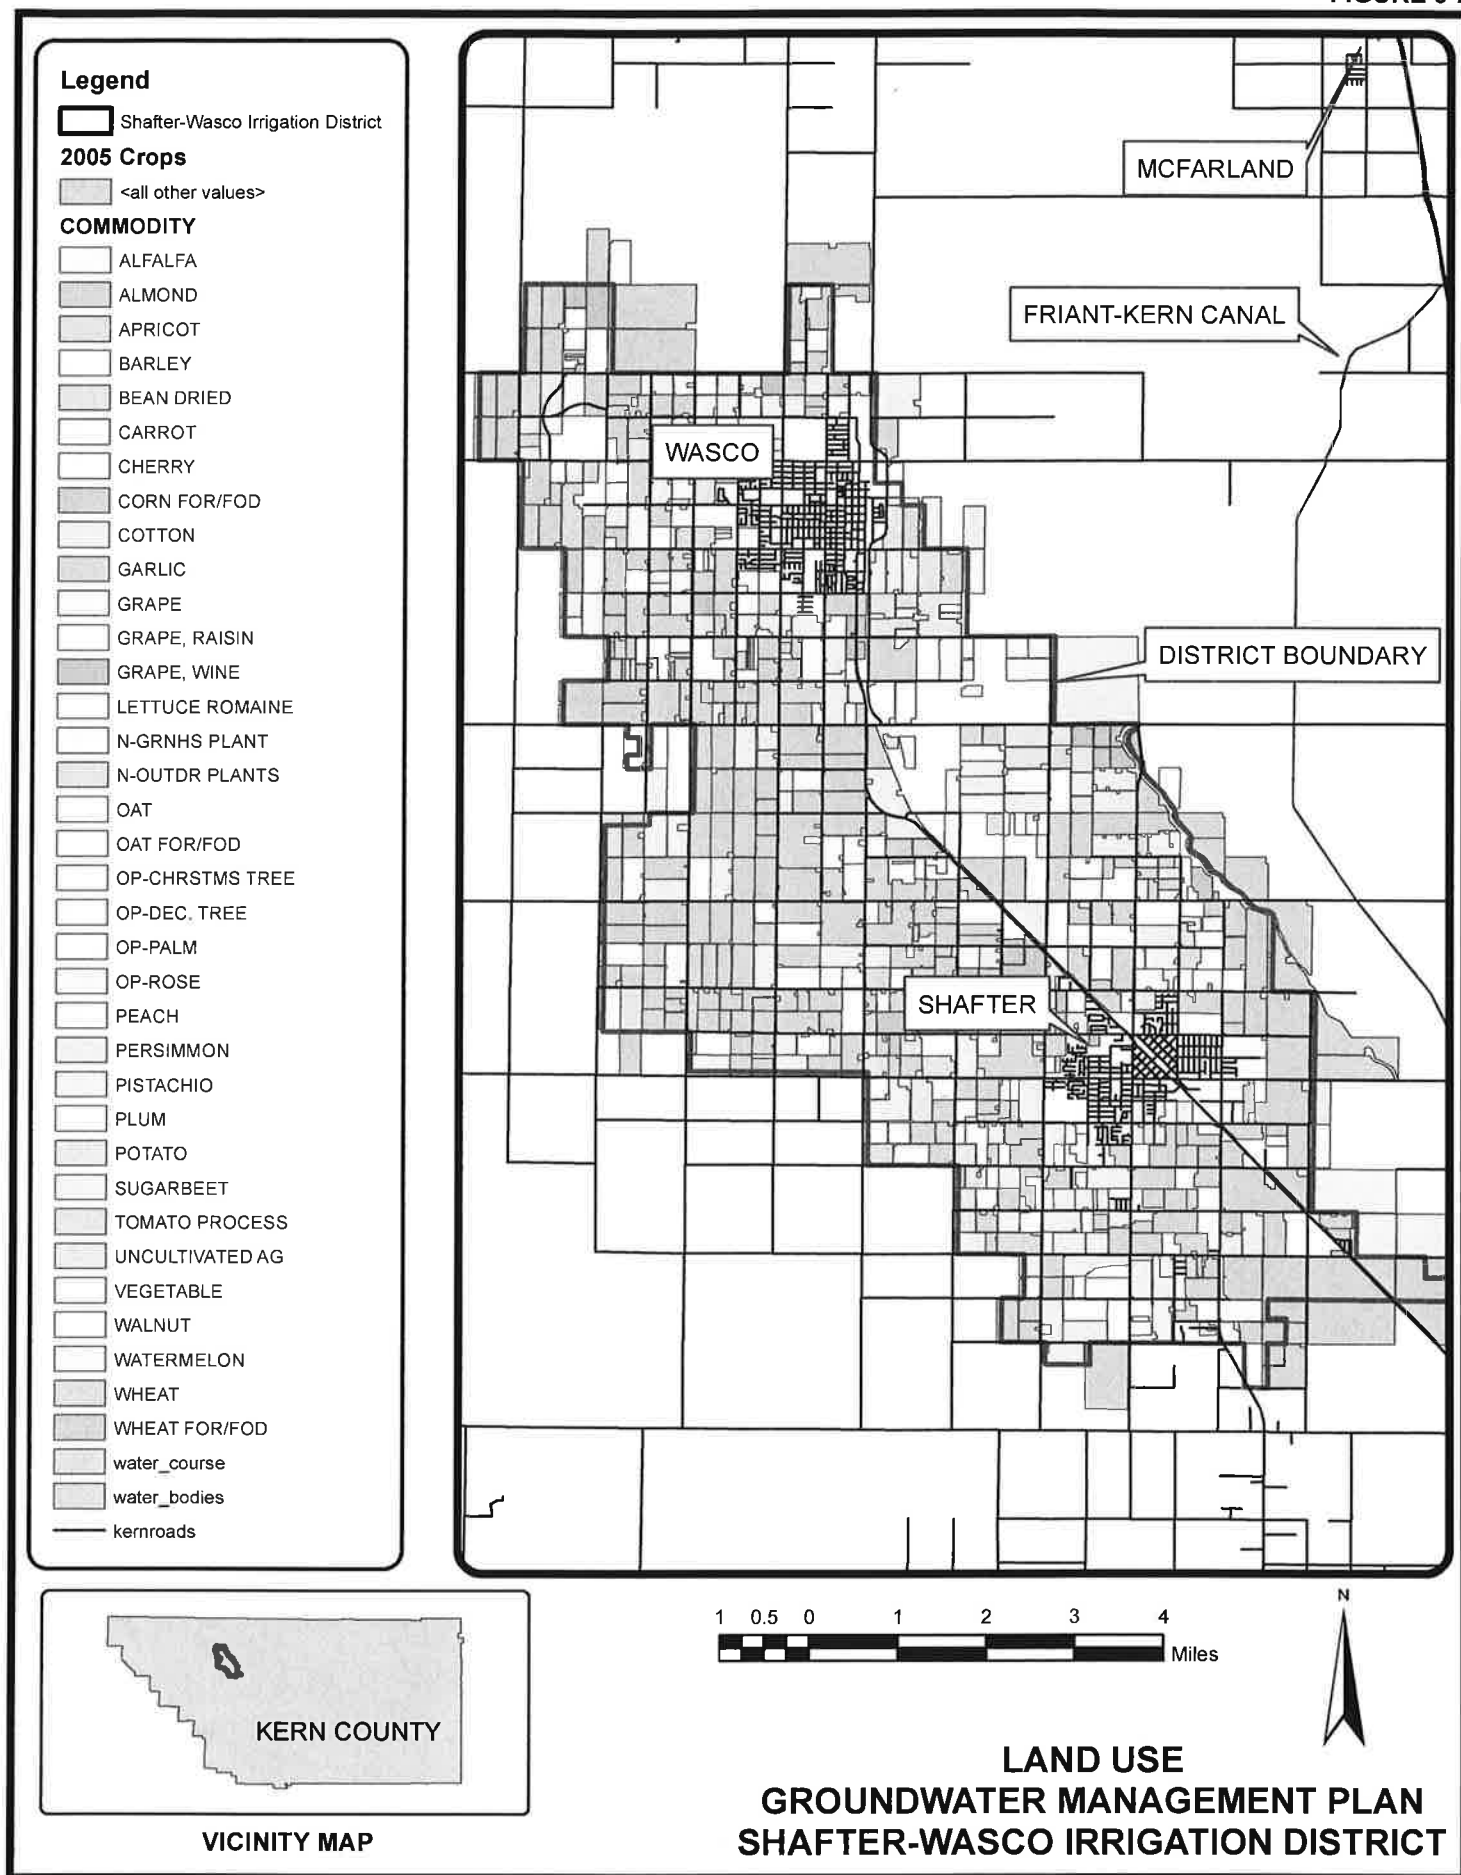 Legend
Shafter-Wasco Irrigation District
2005 Crops
<all other values>
COMMODITY
ALFALFA
ALMOND
APRICOT
BARLEY
BEAN DRIED
CARROT
CHERRY
CORN FOR/FOD
COTTON
GARLIC
GRAPE
GRAPE, RAISIN
GRAPE, WINE
LETTUCE ROMAINE
N-GRNHS PLANT
N-OUTDR PLANTS
OAT
OAT FOR/FOD
OP-CHRSTMS TREE
OP-DEC. TREE
OP-PALM
OP-ROSE
PEACH
PERSIMMON
PISTACHIO
PLUM
POTATO
SUGARBEET
TOMATO PROCESS
UNCULTIVATED AG
VEGETABLE
WALNUT
WATERMELON
WHEAT
WHEAT FOR/FOD
water_course
water_bodies
kernroads
MCFARLAND
FRIANT-KERN CANAL
WASCO
DISTRICT BOUNDARY
SHAFTER
KERN COUNTY
VICINITY MAP
1 0.5 0 1 2 3 4
Miles
N
LAND USE
GROUNDWATER MANAGEMENT PLAN
SHAFTER-WASCO IRRIGATION DISTRICT